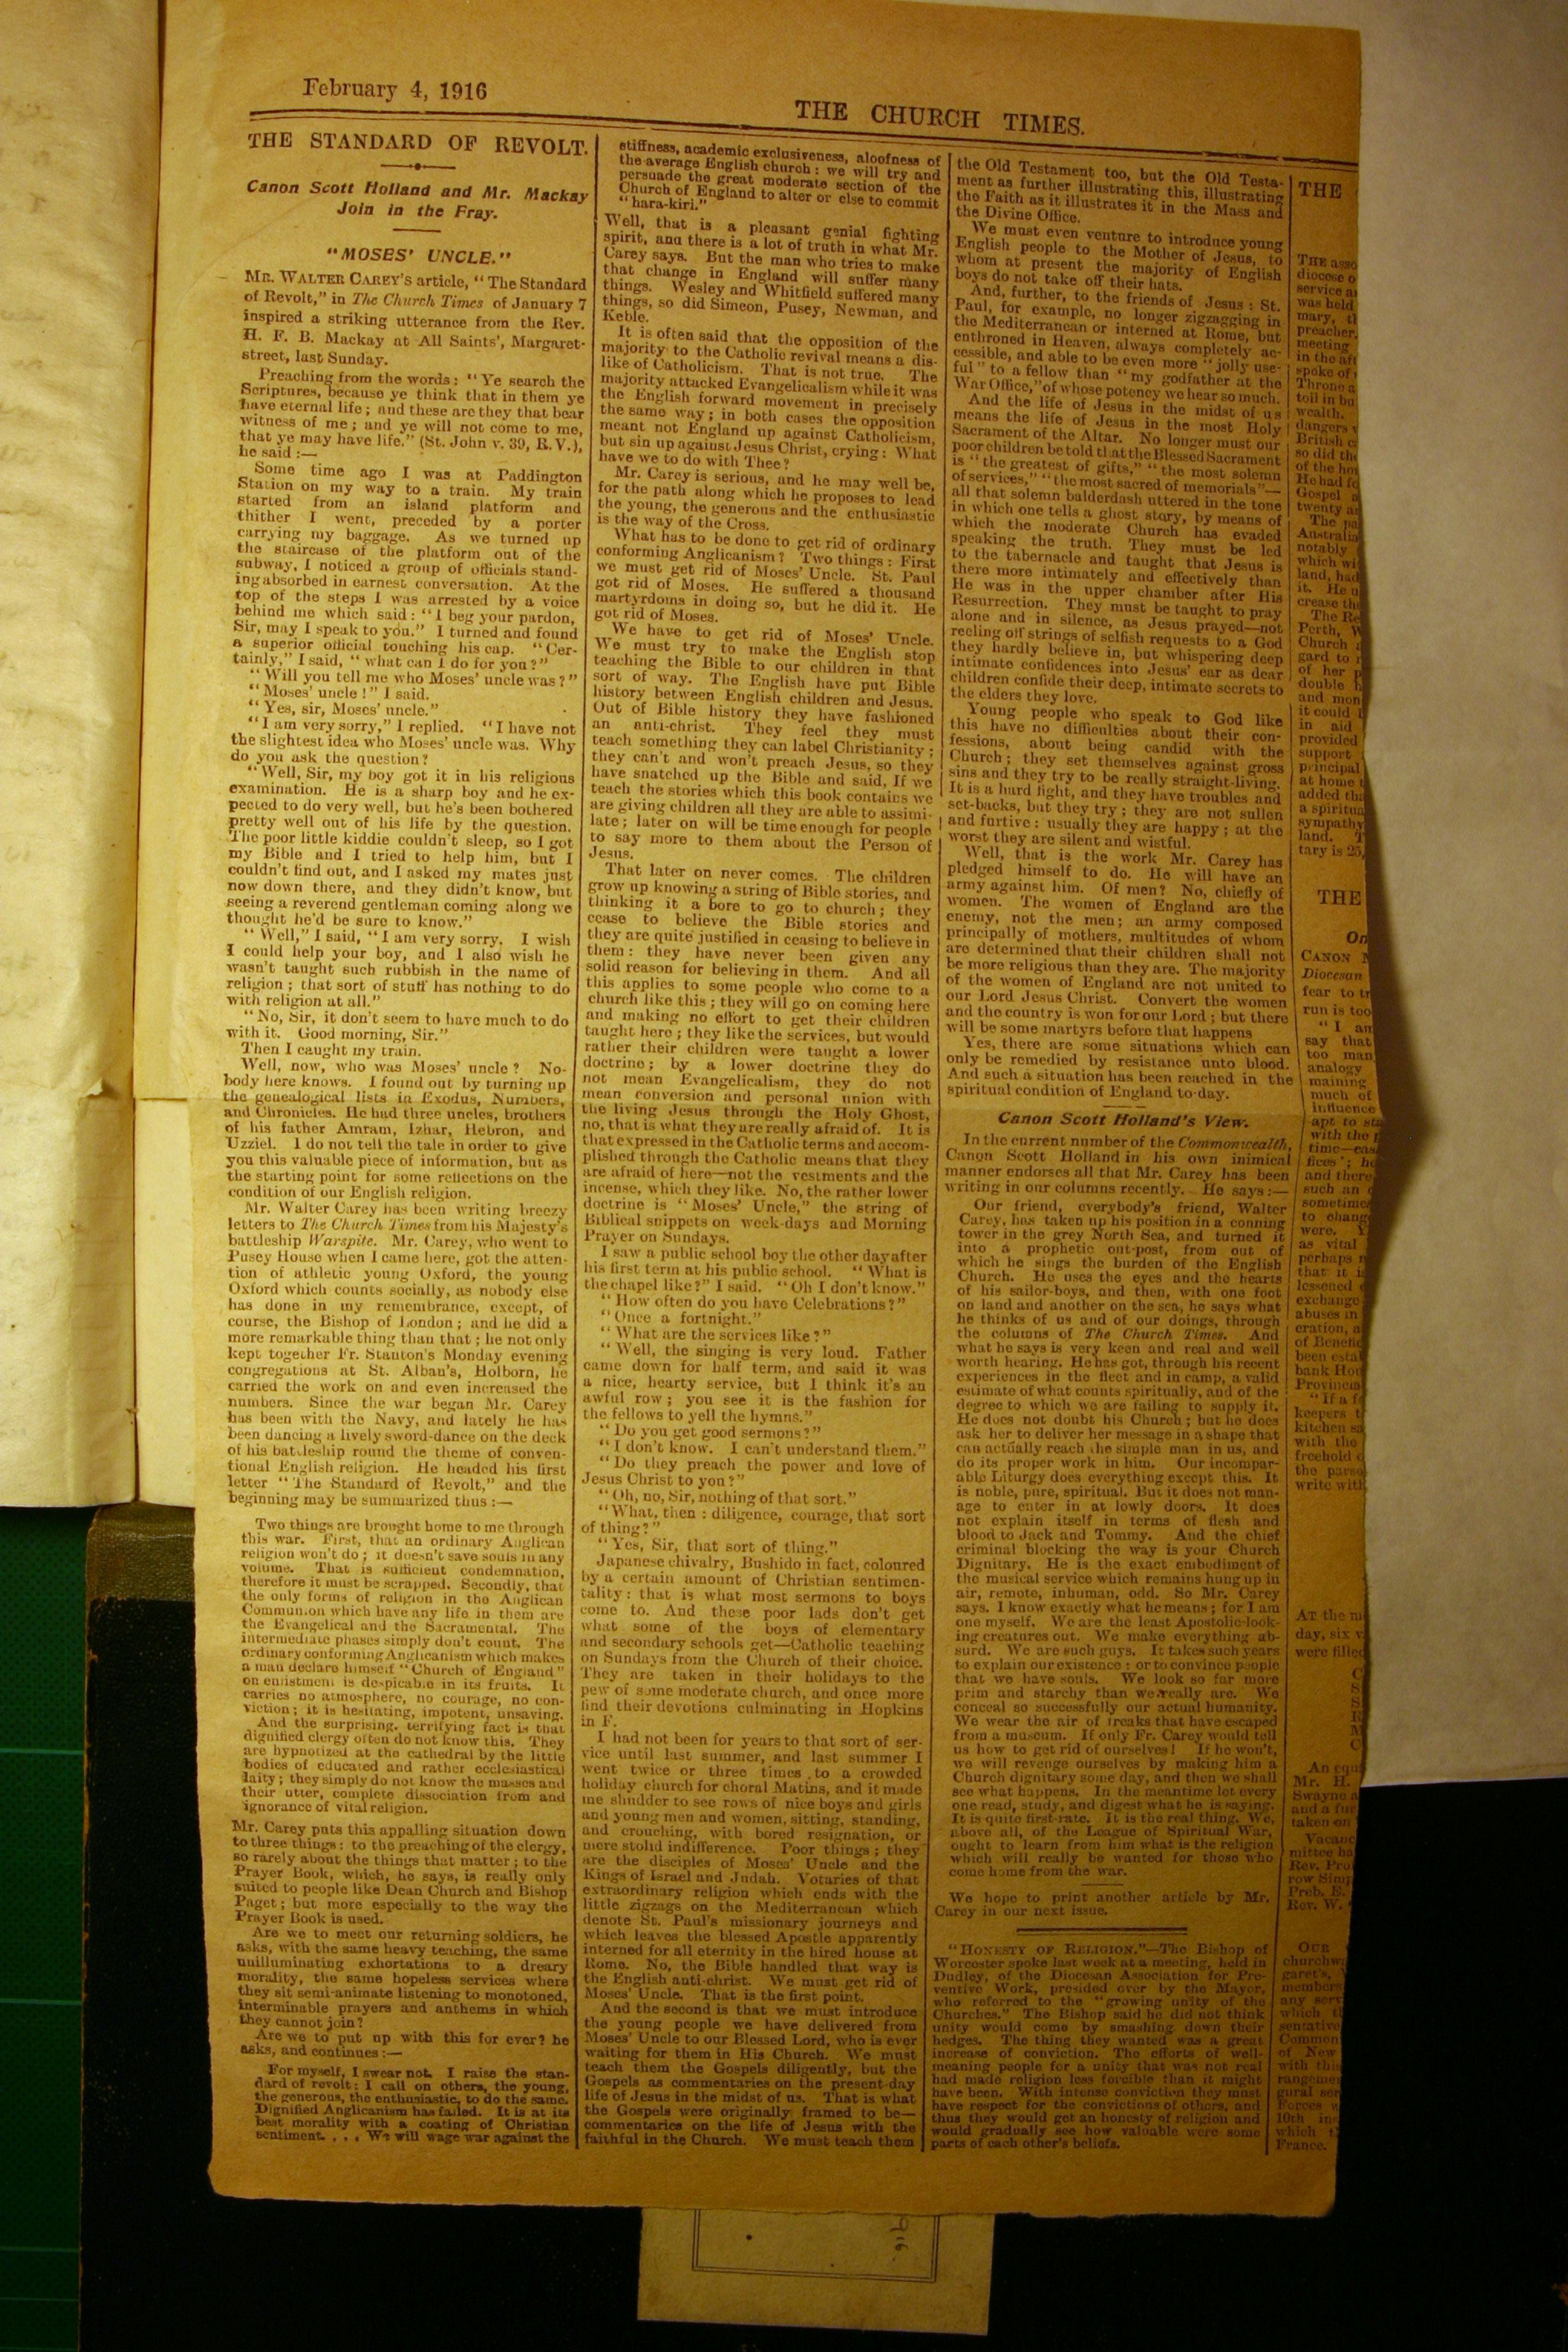 February 4, 1916
THE CHURCH TIMES.
THE STANDARD OF REVOLT.
Canon Scott Holland and Mr. Mackay
Join in the Fray.
"MOSES' UNCLE."
MR. WALTER CAREY'S article, "The Standard
of Revolt," in The Church Times of January 7
inspired a striking utterance from the Rev.
H. F. B. Mackay at All Saints', Margaret-
street, last Sunday.
Preaching from the words: "Ye search the
Scriptures, because ye think that in them ye
have eternal life; and these are they that bear
witness of me; and ye will not come to me,
that ye may have life." (St. John v. 39, R.V.),
he said:—
Some time ago I was at Paddington
Station on my way to a train. My train
started from an island platform and
thither I went, preceded by a porter
carrying my baggage. As we turned up
the staircase of the platform out of the
subway, I noticed a group of officials stand-
ing absorbed in earnest conversation. At the
top of the steps I was arrested by a voice
behind me which said: "I beg your pardon,
Sir, may I speak to you." I turned and found
a superior official touching his cap. "Cer-
tainly," I said, "what can I do for you?"
"Will you tell me who Moses' uncle was?"
"Moses' uncle!" I said.
"Yes, sir, Moses' uncle."
"I am very sorry," I replied. "I have not
the slightest idea who Moses' uncle was. Why
do you ask the question?
"Well, Sir, my boy got it in his religious
examination. He is a sharp boy and he ex-
pected to do very well, but he's been bothered
pretty well out of his life by the question.
The poor little kiddie couldn't sleep, so I got
my Bible and I tried to help him, but I
couldn't find out, and I asked my mates just
now down there, and they didn't know, but
seeing a reverend gentleman coming along we
thought he'd be sure to know."
"Well," I said, "I am very sorry. I wish
I could help your boy, and I also wish he
wasn't taught such rubbish in the name of
religion; that sort of stuff has nothing to do
with religion at all."
"No, Sir, it don't seem to have much to do
with it. Good morning, Sir."
Then I caught my train.
Well, now, who was Moses' uncle? No-
body here knows. I found out by turning up
the genealogical lists in Exodus, Numbers,
and Chronicles. He had three uncles, brothers
of his father Amram, Izhar, Hebron, and
Uzziel. I do not tell the tale in order to give
you this valuable piece of information, but as
the starting point for some reflections on the
condition of our English religion.
Mr. Walter Carey has been writing breezy
letters to The Church Times from his Majesty's
battleship Warspite. Mr. Carey, who went to
Pusey House when I came here, got the atten-
tion of athletic young Oxford, the young
Oxford which counts socially, as nobody else
has done in my remembrance, except, of
course, the Bishop of London; and he did a
more remarkable thing than that; he not only
kept together Fr. Stanton's Monday evening
congregations at St. Alban's, Holborn, he
carried the work on and even increased the
numbers. Since the war began Mr. Carey
has been with the Navy, and lately he has
been dancing a lively sword-dance on the deck
of his battleship round the theme of conven-
tional English religion. He headed his first
letter "The Standard of Revolt," and the
beginning may be summarized thus:—
Two things are brought home to me through
this war. First, that an ordinary Anglican
religion won't do; it doesn't save souls in any
volume. That is sufficient condemnation,
therefore it must be scrapped. Secondly, that
the only forms of religion in the Anglican
Communion which have any life in them are
the Evangelical and the Sacramental. The
intermediate phases simply don't count. The
ordinary conforming Anglicanism which makes
a man declare himself "Church of England"
on enlistment is despicable in its fruits. It
carries no atmosphere, no courage, no con-
viction; it is hesitating, impotent, unsaving.
And the surprising, terrifying fact is that
dignified clergy often do not know this. They
are hypnotized at the cathedral by the little
bodies of educated and rather ecclesiastical
laity; they simply do not know the masses and
their utter, complete dissociation from and
ignorance of vital religion.
Mr. Carey puts this appalling situation down
to three things: to the preaching of the clergy,
so rarely about the things that matter; to the
Prayer Book, which, he says, is really only
suited to people like Dean Church and Bishop
Paget; but more especially to the way the
Prayer Book is used.
Are we to meet our returning soldiers, he
asks, with the same heavy teaching, the same
unilluminating exhortations to a dreary
morality, the same hopeless services where
they sit semi-animate listening to monotoned,
interminable prayers and anthems in which
they cannot join?
Are we to put up with this for ever? he
asks, and continues:—
For myself, I swear not. I raise the stan-
dard of revolt: I call on others, the young,
the generous, the enthusiastic, to do the same.
Dignified Anglicanism has failed. It is at its
best morality with a coating of Christian
sentiment. . . . We will wage war against the
stiffness, academic exclusiveness, aloofness of
the average English church: we will try and
persuade the great moderate section of the
Church of England to alter or else to commit
"hara-kiri."
Well, that is a pleasant genial fighting
spirit, and there is a lot of truth in what Mr.
Carey says. But the man who tries to make
that change in England will suffer many
things. Wesley and Whitfield suffered many
things, so did Simeon, Pusey, Newman, and
Keble.
It is often said that the opposition of the
majority to the Catholic revival means a dis-
like of Catholicism. That is not true. The
majority attacked Evangelicalism while it was
the English forward movement in precisely
the same way; in both cases the opposition
meant not England up against Catholicism,
but sin up against Jesus Christ, crying: What
have we to do with Thee?
Mr. Carey is serious, and he may well be,
for the path along which he proposes to lead
the young, the generous and the enthusiastic
is the way of the Cross.
What has to be done to get rid of ordinary
conforming Anglicanism? Two things: First
we must get rid of Moses' Uncle. St. Paul
got rid of Moses. He suffered a thousand
martyrdoms in doing so, but he did it. He
got rid of Moses.
We have to get rid of Moses' Uncle.
We must try to make the English stop
teaching the Bible to our children in that
sort of way. The English have put Bible
history between English children and Jesus.
Out of Bible history they have fashioned
an anti-christ. They feel they must
teach something they can label Christianity;
they can't and won't preach Jesus, so they
have snatched up the Bible and said, If we
teach the stories which this book contains we
are giving children all they are able to assimi-
late; later on will be time enough for people
to say more to them about the Person of
Jesus.
That later on never comes. The children
grow up knowing a string of Bible stories, and
thinking it a bore to go to church; they
cease to believe the Bible stories and
they are quite justified in ceasing to believe in
them: they have never been given any
solid reason for believing in them. And all
this applies to some people who come to a
church like this; they will go on coming here
and making no effort to get their children
taught here; they like the services, but would
rather their children were taught a lower
doctrine; by a lower doctrine they do
not mean Evangelicalism, they do not
mean conversion and personal union with
the living Jesus through the Holy Ghost,
no, that is what they are really afraid of. It is
that expressed in the Catholic terms and accom-
plished through the Catholic means that they
are afraid of here—not the vestments and the
incense, which they like. No, the rather lower
doctrine is "Moses' Uncle," the string of
Biblical snippets on week-days and Morning
Prayer on Sundays.
I saw a public school boy the other day after
his first term at his public school. "What is
the chapel like?" I said. "Oh I don't know."
"How often do you have Celebrations?"
"Once a fortnight."
"What are the services like?"
"Well, the singing is very loud. Father
came down for half term, and said it was
a nice, hearty service, but I think it's an
awful row; you see it is the fashion for
the fellows to yell the hymns."
"Do you get good sermons?"
"I don't know. I can't understand them."
"Do they preach the power and love of
Jesus Christ to you?"
"Oh, no, Sir, nothing of that sort."
"What, then: diligence, courage, that sort
of thing?"
"Yes, Sir, that sort of thing."
Japanese chivalry, Bushido in fact, coloured
by a certain amount of Christian sentimen-
tality: that is what most sermons to boys
come to. And these poor lads don't get
what some of the boys of elementary
and secondary schools get—Catholic teaching
on Sundays from the Church of their choice.
They are taken in their holidays to the
pew of some moderate church, and once more
find their devotions culminating in Hopkins
in F.
I had not been for years to that sort of ser-
vice until last summer, and last summer I
went twice or three times to a crowded
holiday church for choral Matins, and it made
me shudder to see rows of nice boys and girls
and young men and women, sitting, standing,
and crouching, with bored resignation, or
mere stolid indifference. Poor things; they
are the disciples of Moses' Uncle and the
Kings of Israel and Judah. Votaries of that
extraordinary religion which ends with the
little zigzags on the Mediterranean which
denote St. Paul's missionary journeys and
which leaves the blessed Apostle apparently
interned for all eternity in the hired house at
Rome. No, the Bible handled that way is
the English anti-christ. We must get rid of
Moses' Uncle. That is the first point.
And the second is that we must introduce
the young people we have delivered from
Moses' Uncle to our Blessed Lord, who is ever
waiting for them in His Church. We must
teach them the Gospels diligently, but the
Gospels as commentaries on the present-day
life of Jesus in the midst of us. That is what
the Gospels were originally framed to be—
commentaries on the life of Jesus with the
faithful in the Church. We must teach them
the Old Testament too, but the Old Testa-
ment as further illustrating this, illustrating
the Faith as it illustrates it in the Mass and
the Divine Office.
We must even venture to introduce young
English people to the Mother of Jesus, to
whom at present the majority of English
boys do not take off their hats.
And, further, to the friends of Jesus: St.
Paul, for example, no longer zigzagging in
the Mediterranean or interned at Rome, but
enthroned in Heaven, always completely ac-
cessible, and able to be even more "jolly use-
ful" to a fellow than "my godfather at the
War Office," of whose potency we hear so much.
And the life of Jesus in the midst of us
means the life of Jesus in the most Holy
Sacrament of the Altar. No longer must our
poor children be told that the Blessed Sacrament
is "the greatest of gifts," "the most solemn
of services," "the most sacred of memorials"—
all that solemn balderdash uttered in the tone
in which one tells a ghost story, by means of
which the moderate Church has evaded
speaking the truth. They must be led
to the tabernacle and taught that Jesus is
there more intimately and effectively than
He was in the upper chamber after His
Resurrection. They must be taught to pray
alone and in silence, as Jesus prayed—not
reeling off strings of selfish requests to a God
they hardly believe in, but whispering deep
intimate confidences into Jesus' ear as dear
children confide their deep, intimate secrets to
the elders they love.
Young people who speak to God like
this have no difficulties about their con-
fessions, about being candid with the
Church; they set themselves against gross
sins and they try to be really straight-living.
It is a hard fight, and they have troubles and
set-backs, but they try; they are not sullen
and furtive: usually they are happy; at the
worst they are silent and wistful.
Well, that is the work Mr. Carey has
pledged himself to do. He will have an
army against him. Of men? No, chiefly of
women. The women of England are the
enemy, not the men; an army composed
principally of mothers, multitudes of whom
are determined that their children shall not
be more religious than they are. The majority
of the women of England are not united to
our Lord Jesus Christ. Convert the women
and the country is won for our Lord; but there
will be some martyrs before that happens
Yes, there are some situations which can
only be remedied by resistance unto blood.
And such a situation has been reached in the
spiritual condition of England to-day.
Canon Scott Holland's View.
In the current number of the Commonwealth,
Canon Scott Holland in his own inimical
manner endorses all that Mr. Carey has been
writing in our columns recently. He says:—
Our friend, everybody's friend, Walter
Carey, has taken up his position in a conning
tower in the grey North Sea, and turned it
into a prophetic out-post, from out of
which he sings the burden of the English
Church. He uses the eyes and the hearts
of his sailor-boys, and then, with one foot
on land and another on the sea, he says what
he thinks of us and of our doings, through
the columns of The Church Times. And
what he says is very keen and real and well
worth hearing. He has got, through his recent
experiences in the fleet and in camp, a valid
estimate of what counts spiritually, and of the
degree to which we are failing to supply it.
He does not doubt his Church; but he does
ask her to deliver her message in a shape that
can actually reach the simple man in us, and
do its proper work in him. Our incompar-
able Liturgy does everything except this. It
is noble, pure, spiritual. But it does not man-
age to enter in at lowly doors. It does
not explain itself in terms of flesh and
blood to Jack and Tommy. And the chief
criminal blocking the way is your Church
Dignitary. He is the exact embodiment of
the musical service which remains hung up in
air, remote, inhuman, odd. So Mr. Carey
says. I know exactly what he means; for I am
one myself. We are the least Apostolic-look-
ing creatures out. We make everything ab-
surd. We are such guys. It takes such years
to explain our existence: or to convince people
that we have souls. We look so far more
prim and starchy than we really are. We
conceal so successfully our actual humanity.
We wear the air of freaks that have escaped
from a museum. If only Fr. Carey would tell
us how to get rid of ourselves! If he won't,
we will revenge ourselves by making him a
Church dignitary some day, and then we shall
see what happens. In the meantime let every
one read, study, and digest what he is saying.
It is quite first-rate. It is the real thing. We,
above all, of the League of Spiritual War,
ought to learn from him what is the religion
which will really be wanted for those who
come home from the war.
We hope to print another article by Mr.
Carey in our next issue.
"HONESTY OF RELIGION."—The Bishop of
Worcester spoke last week at a meeting, held in
Dudley, of the Diocesan Association for Pre-
ventive Work, presided over by the Mayor,
who referred to the "growing unity of the
Churches." The Bishop said he did not think
unity would come by smashing down their
hedges. The thing they wanted was a great
increase of conviction. The efforts of well-
meaning people for a unity that was not real
had made religion less forcible than it might
have been. With intense conviction they must
have respect for the convictions of others, and
thus they would get an honesty of religion and
would gradually see how valuable were some
parts of each other's beliefs.
THE
THE
diocese o
service
was held
preacher.
meeting
in the
spoke of
Throne
toil in
wealth.
dangers
British
so did
of the
He had
Gospel
twenty
The
notably
which
land, had
it. He
The
Perth,
Church
gard to
of her
double
and
it could
in aid
provided
support
principal
at home
added
sympathy
land.
tary is 25,
THE
CANON
Diocesan
fear to
run is too
"I am
say that
too
analogy
much of
influence
apt to
with the
and there
such an
were.
as vital
that it
exchange
abuses in
of
"If a
kitchen
with the
freehold
the
write with
At the
day, six
were filled
Mr. H.
and a
taken on
Rev.
Preb. E.
Rev. W.
OUR
members
any
which
of New
with this
Forces
10th
which
France.